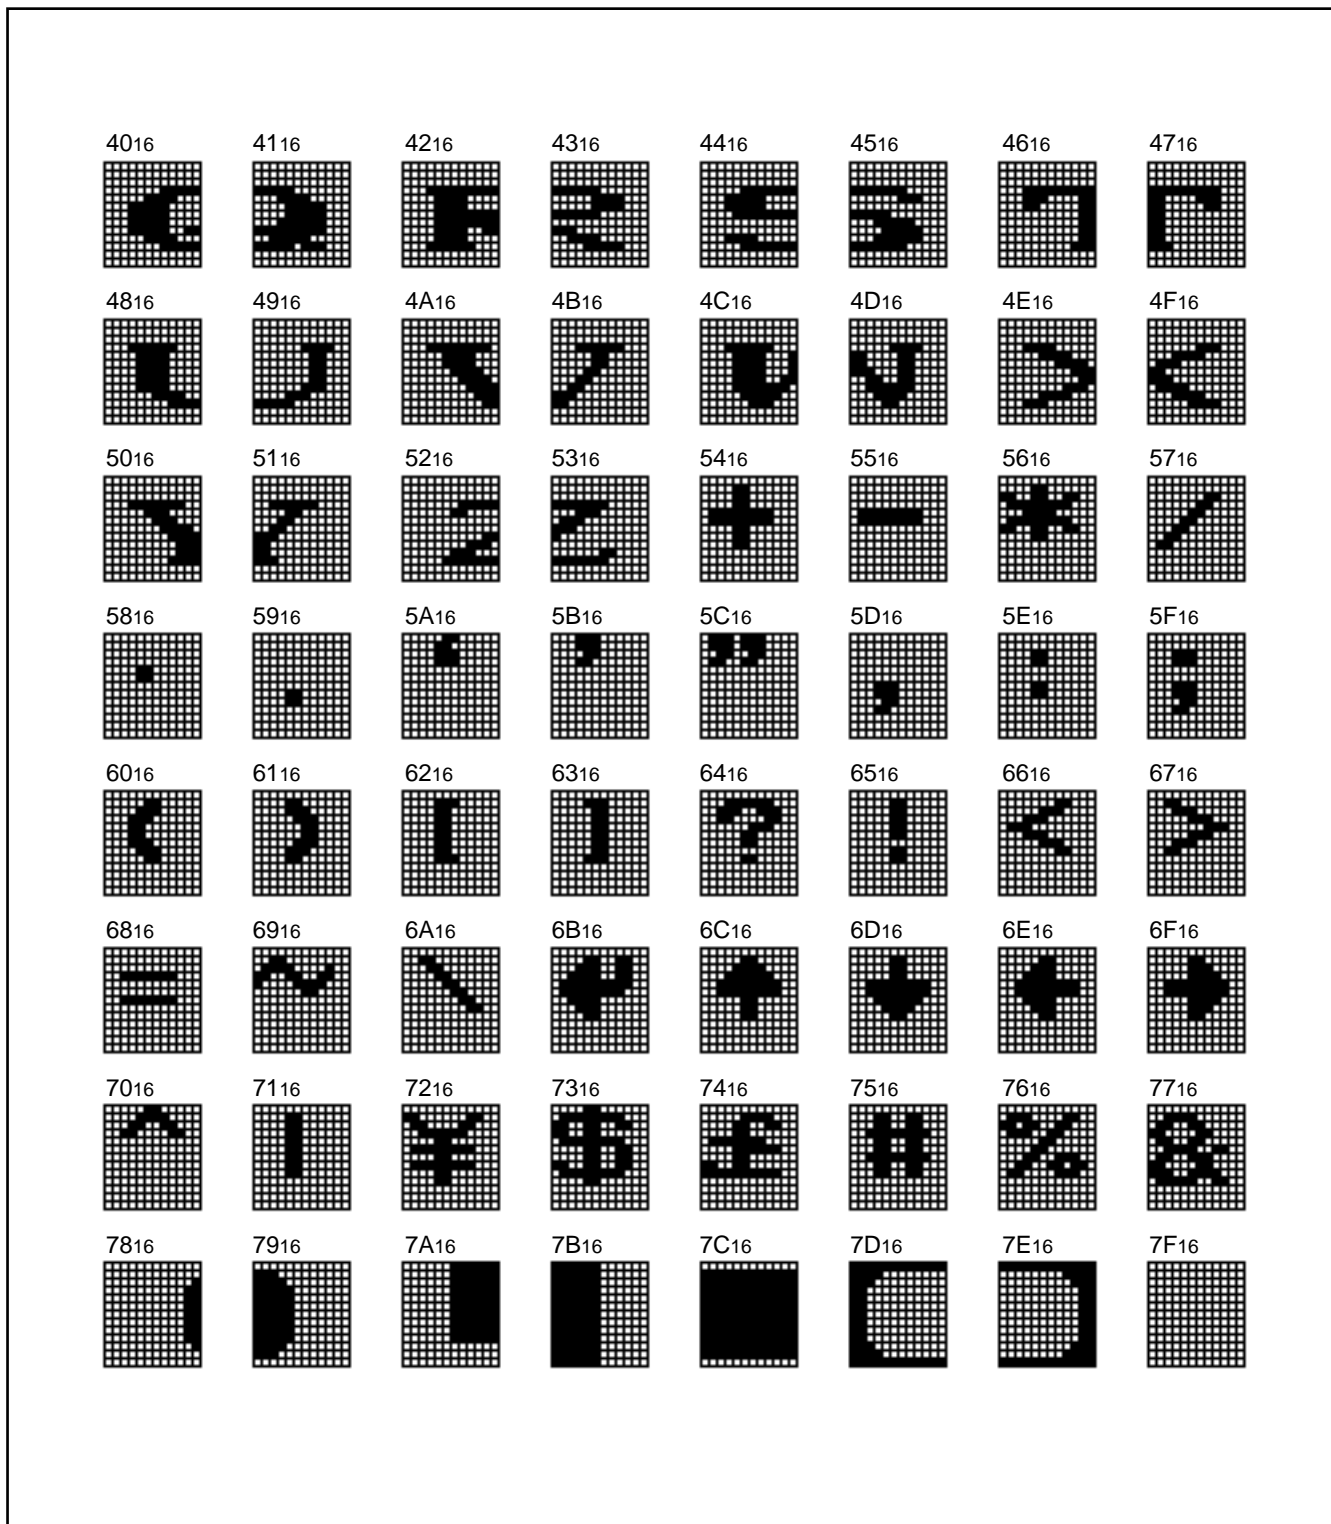 4016 4116 4216 4316 4416 4516 4616 4716
4816 4916 4A16 4B16 4C16 4D16 4E16 4F16
5016 5116 5216 5316 5416 5516 5616 5716
+ - * /
5816 5916 5A16 5B16 5C16 5D16 5E16 5F16
· . ‘ ’ ” , : ;
6016 6116 6216 6316 6416 6516 6616 6716
( ) [ ] ? ! < >
6816 6916 6A16 6B16 6C16 6D16 6E16 6F16
= ~ \ ↵ ↑ ↓ ← →
7016 7116 7216 7316 7416 7516 7616 7716
^ | ¥ $ £ # % &
7816 7916 7A16 7B16 7C16 7D16 7E16 7F16